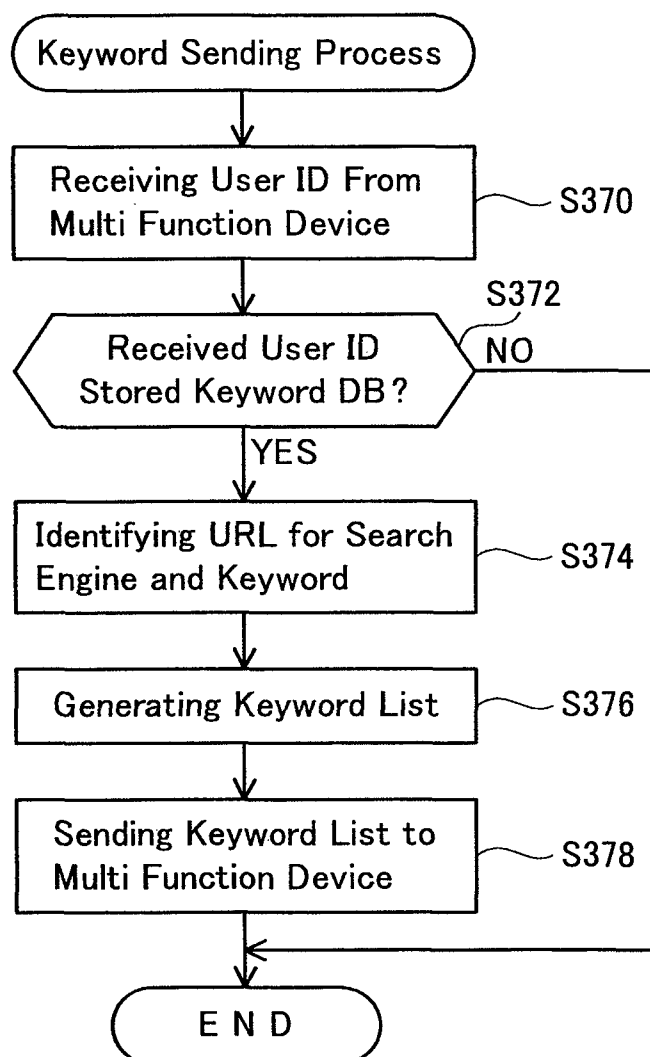 Keyword Sending Process
Receiving User ID From
Multi Function Device
S370
S372
Received User ID
Stored Keyword DB?
NO
YES
Identifying URL for Search
Engine and Keyword
S374
Generating Keyword List
S376
Sending Keyword List to
Multi Function Device
S378
END